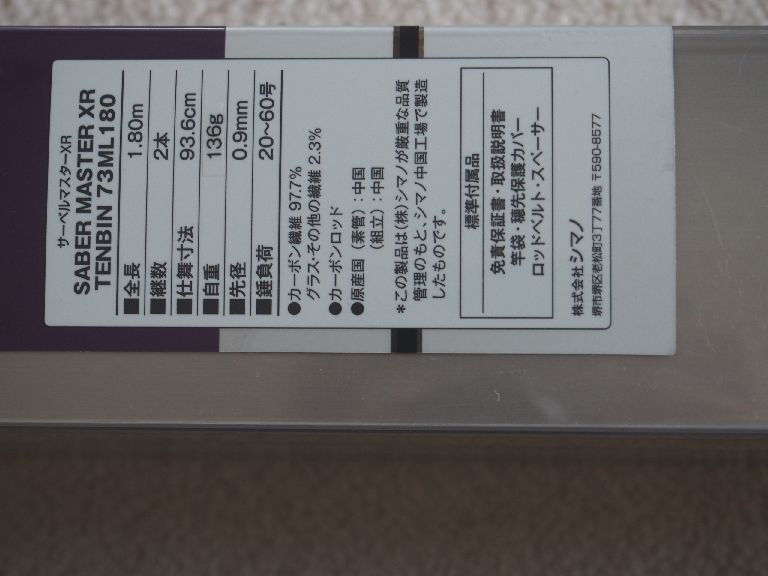 サーベルマスターXR
SABER MASTER XR
TENBIN 73ML180
■全長 1.80m
■継数 2本
■仕舞寸法 93.6cm
■自重 136g
■先径 0.9mm
■錘負荷 20~60号
●カーボン繊維 97.7%
グラス・その他の繊維 2.3%
●カーボンロッド
●原産国 (素管):中国
(組立):中国
*この製品は(株)シマノが厳重な品質
管理のもと、シマノ中国工場で製造
したものです。
標準付属品
免責保証書・取扱説明書
竿袋・穂先保護カバー
ロッドベルト・スペーサー
株式会社シマノ
堺市堺区老松町3丁77番地 〒590-8577